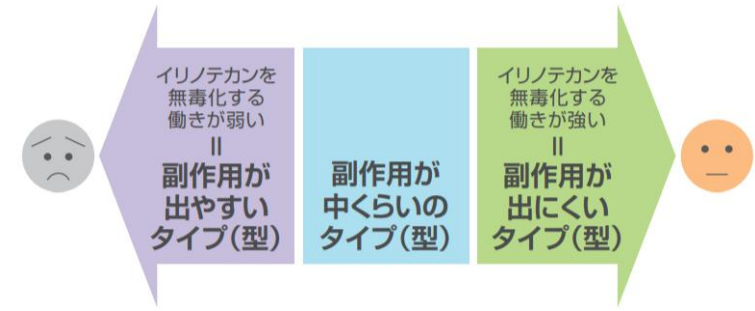 イリノテカンを
無毒化する
働きが弱い
=
副作用が
出やすい
タイプ(型)
副作用が
中くらいの
タイプ(型)
イリノテカンを
無毒化する
働きが強い
=
副作用が
出にくい
タイプ(型)